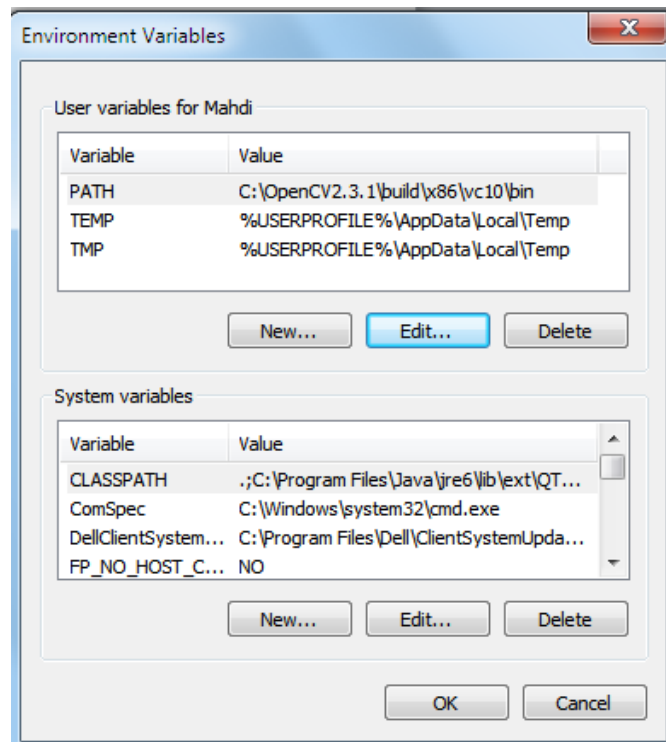 Environment Variables
User variables for Mahdi
Variable Value
PATH C:\OpenCV2.3.1\build\x86\vc10\bin
TEMP %USERPROFILE%\AppData\Local\Temp
TMP %USERPROFILE%\AppData\Local\Temp
New... Edit... Delete
System variables
Variable Value
CLASSPATH .;C:\Program Files\Java\jre6\lib\ext\QT...
ComSpec C:\Windows\system32\cmd.exe
DellClientSystem... C:\Program Files\Dell\ClientSystemUpda...
FP_NO_HOST_C... NO
New... Edit... Delete
OK Cancel